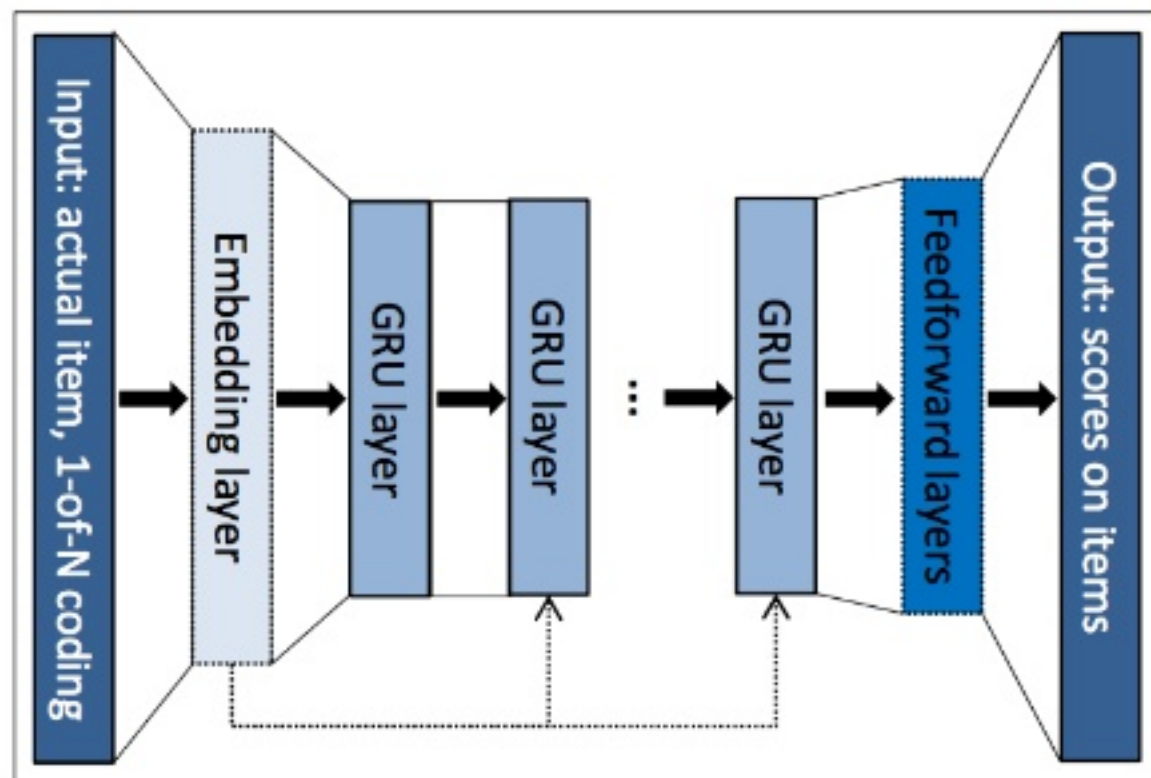 Input: actual item, 1-of-N coding
Embedding layer
GRU layer
GRU layer
...
GRU layer
Feedforward layers
Output: scores on items